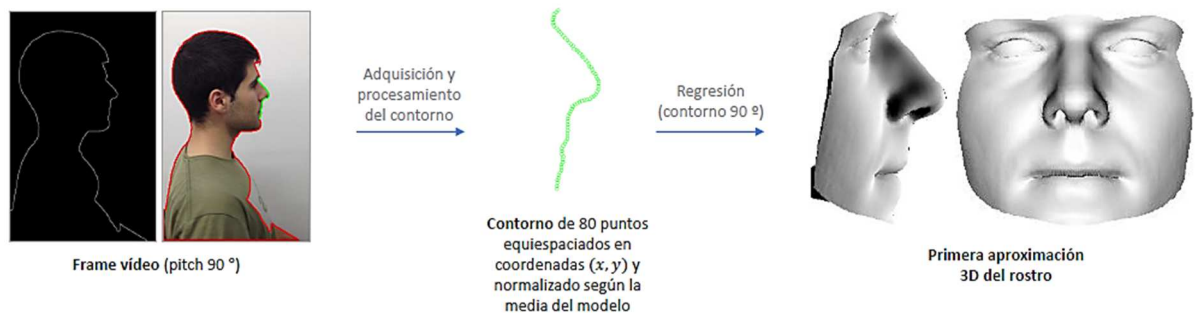 Frame vídeo (pitch 90 °)
Adquisición y
procesamiento
del contorno
Contorno de 80 puntos
equiespaciados en
coordenadas (x, y) y
normalizado según la
media del modelo
Regresión
(contorno 90 º)
Primera aproximación
3D del rostro